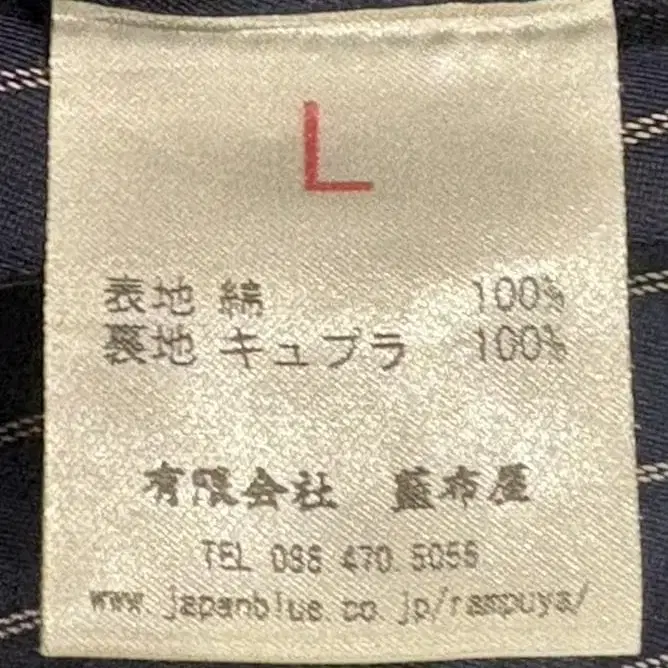 L
表地 綿 100%
裏地 キュプラ 100%
有限会社 藍布屋
TEL 086 470 5056
www.japanblue.co.jp/rampuya/